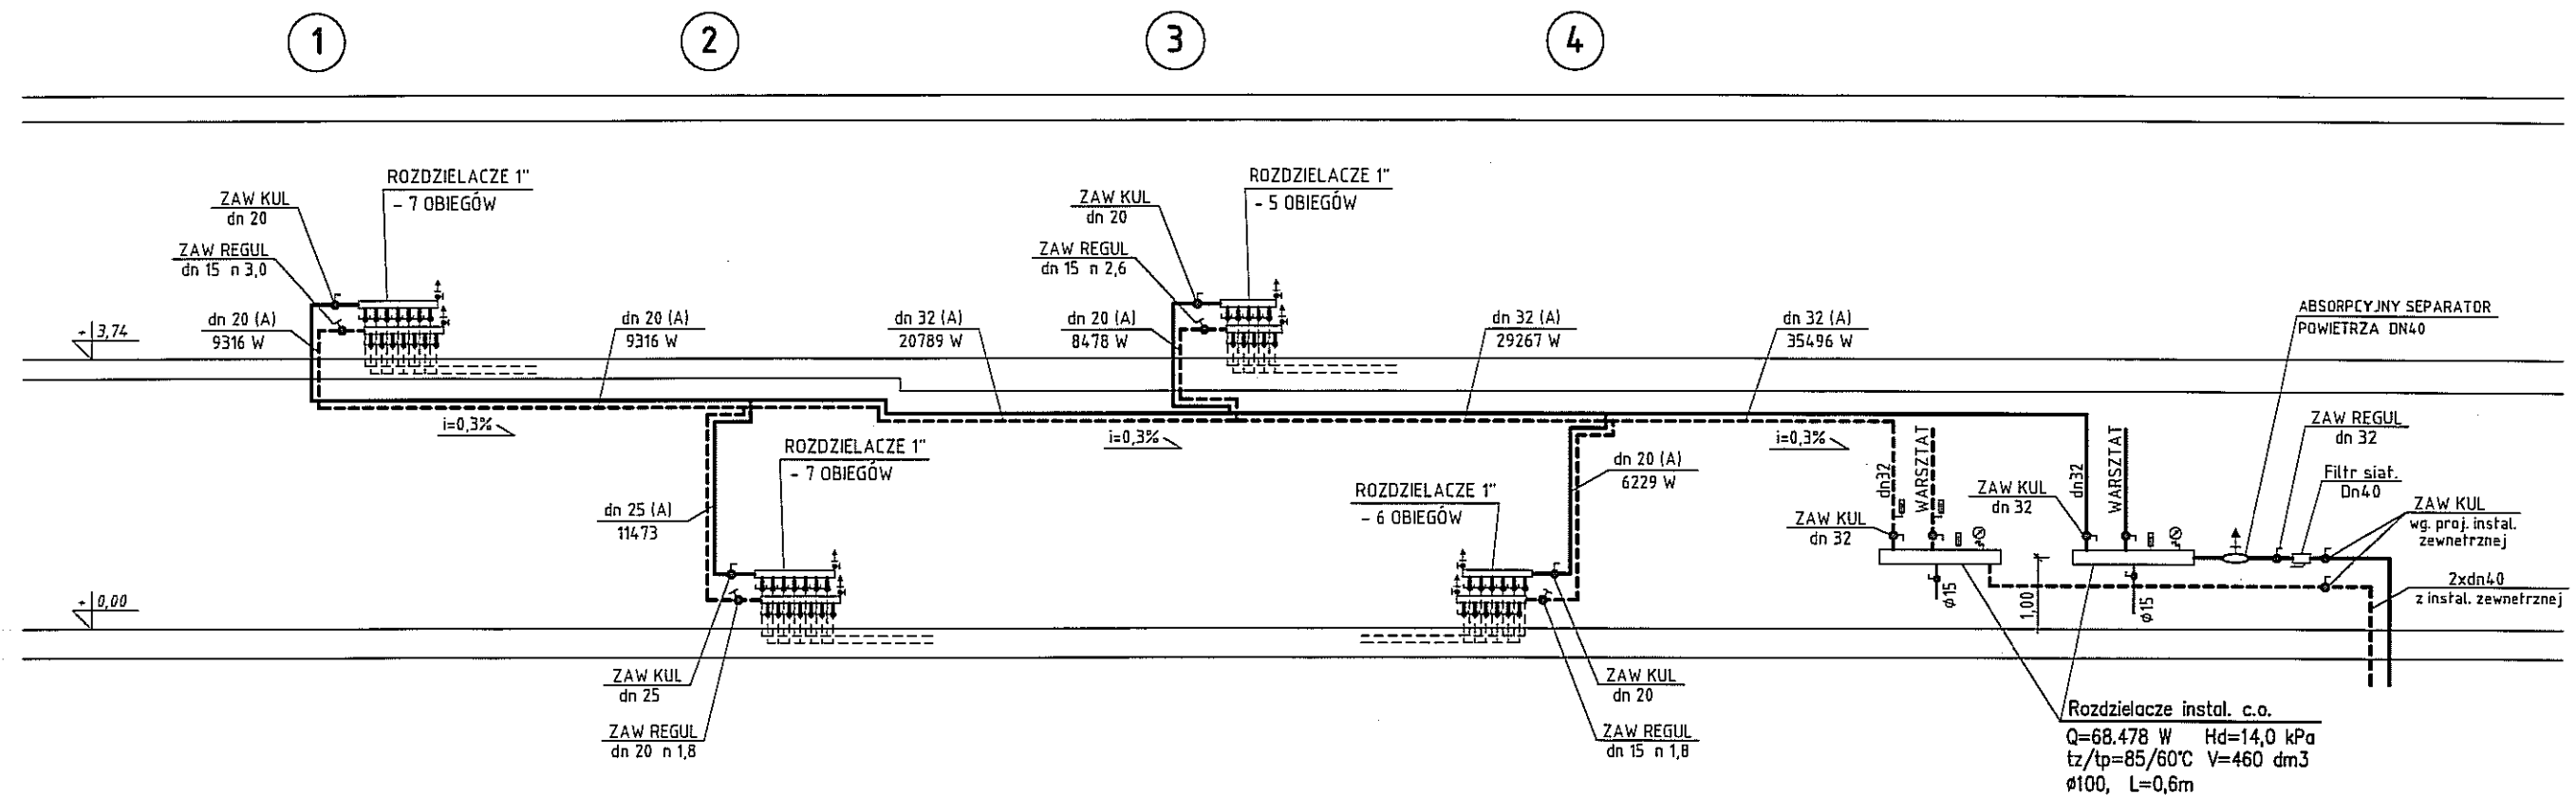 1
2
3
4
ROZDZIELACZE 1"
- 7 OBIEGÓW
ZAW KUL
dn 20
ZAW REGUL
dn 15 n 3,0
dn 20 (A)
9316 W
+ 3,74
dn 20 (A)
9316 W
dn 32 (A)
20789 W
ROZDZIELACZE 1"
- 5 OBIEGÓW
ZAW KUL
dn 20
ZAW REGUL
dn 15 n 2,6
dn 20 (A)
8478 W
dn 32 (A)
29267 W
dn 32 (A)
35496 W
ABSORPCYJNY SEPARATOR
POWIETRZA DN40
i=0,3%
i=0,3%
i=0,3%
ROZDZIELACZE 1"
- 7 OBIEGÓW
dn 25 (A)
11473
ZAW KUL
dn 25
ZAW REGUL
dn 20 n 1,8
ROZDZIELACZE 1"
- 6 OBIEGÓW
dn 20 (A)
6229 W
ZAW KUL
dn 20
ZAW REGUL
dn 15 n 1,8
+ 0,00
ZAW KUL
dn 32
dn32
WARSZTAT
ZAW KUL
dn 32
dn32
WARSZTAT
ZAW REGUL
dn 32
Filtr siat.
Dn40
ZAW KUL
wg. proj. instal.
zewnetrznej
2xdn40
z instal. zewnetrznej
ø15
1,00
ø15
Rozdzielacze instal. c.o.
Q=68.478 W Hd=14,0 kPa
tz/tp=85/60°C V=460 dm3
ø100, L=0,6m